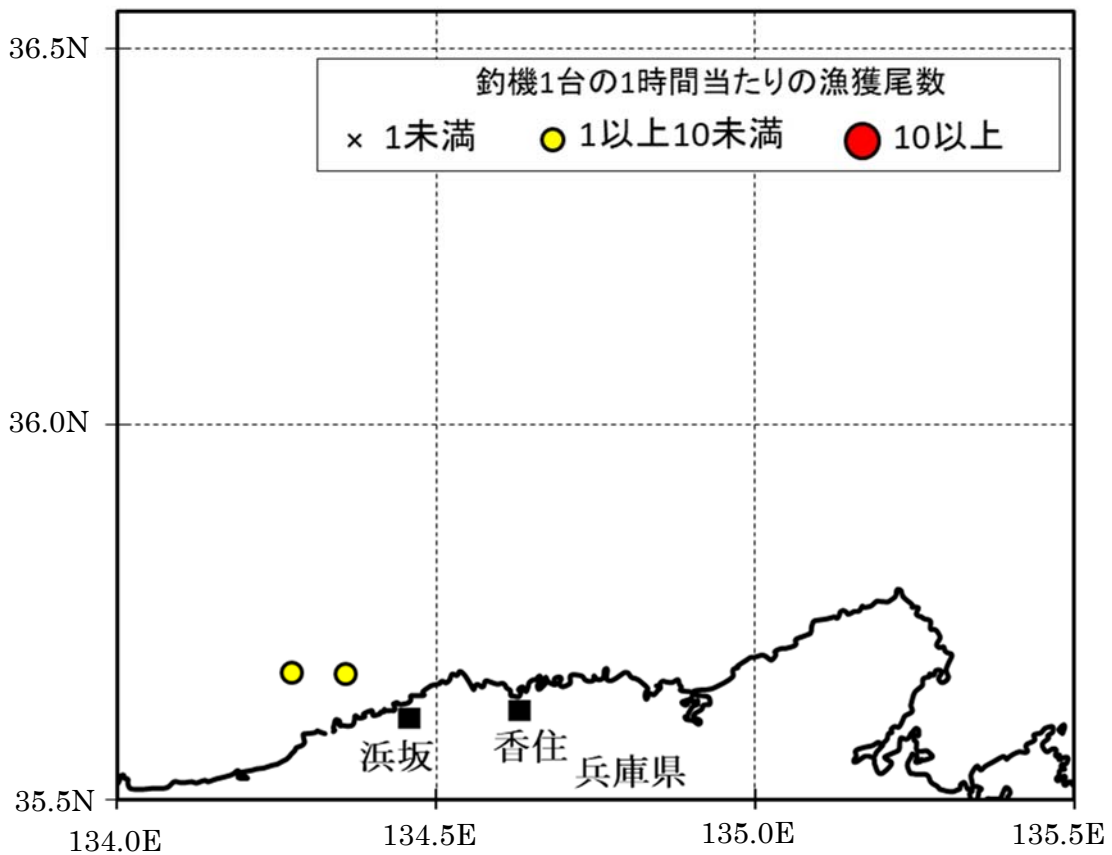 36.5N
釣機1台の1時間当たりの漁獲尾数
× 1未満 1以上10未満 10以上
36.0N
浜坂 香住 兵庫県
35.5N
134.0E 134.5E 135.0E 135.5E